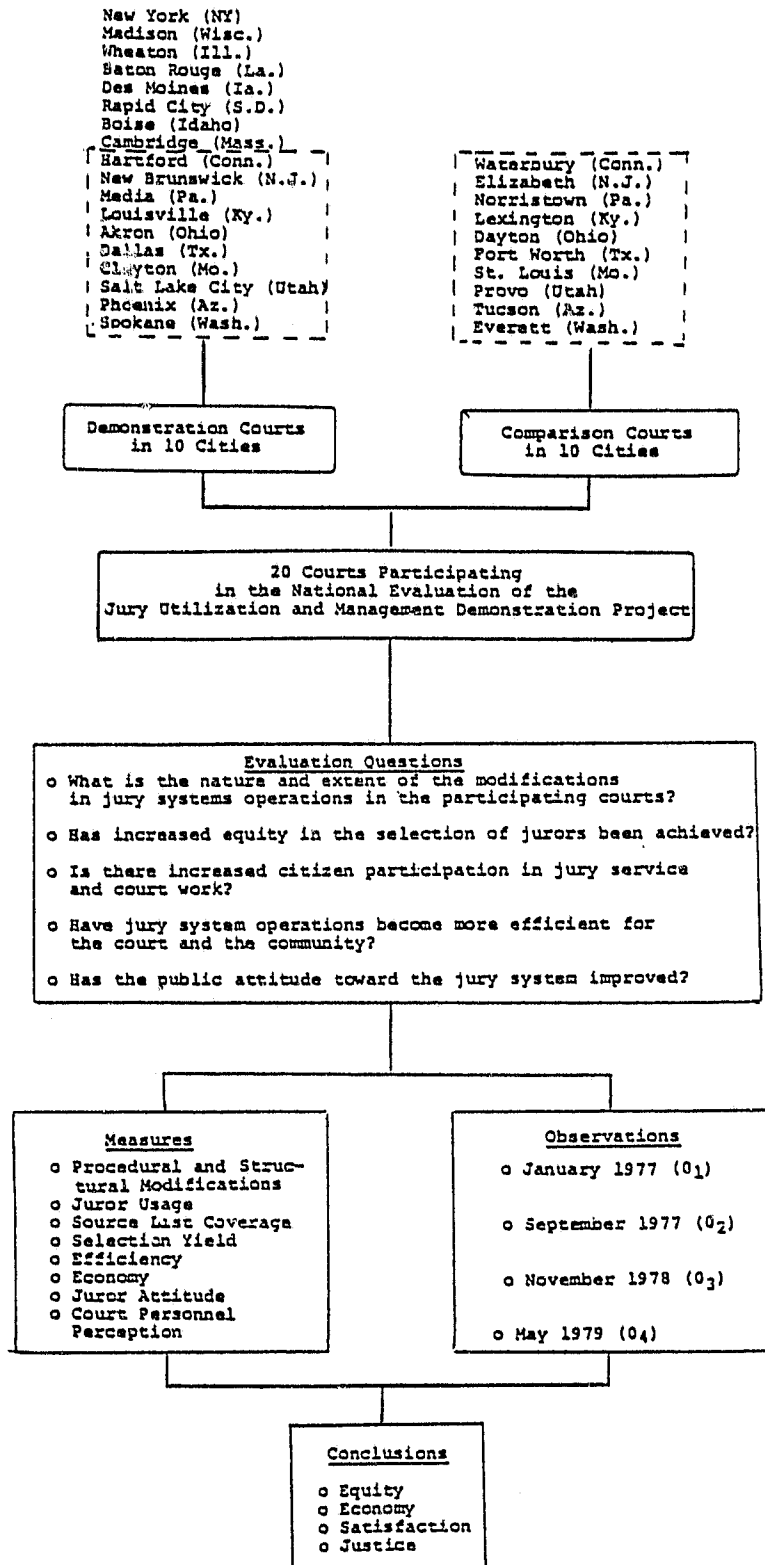 New York (NY)
Madison (Wisc.)
Wheaton (Ill.)
Baton Rouge (La.)
Des Moines (Ia.)
Rapid City (S.D.)
Boise (Idaho)
Cambridge (Mass.)
Hartford (Conn.)
New Brunswick (N.J.)
Media (Pa.)
Louisville (Ky.)
Akron (Ohio)
Dallas (Tx.)
Clayton (Mo.)
Salt Lake City (Utah)
Phoenix (Az.)
Spokane (Wash.)
Waterbury (Conn.)
Elizabeth (N.J.)
Norristown (Pa.)
Lexington (Ky.)
Dayton (Ohio)
Fort Worth (Tx.)
St. Louis (Mo.)
Provo (Utah)
Tucson (Az.)
Everett (Wash.)
Demonstration Courts
in 10 Cities
Comparison Courts
in 10 Cities
20 Courts Participating
in the National Evaluation of the
Jury Utilization and Management Demonstration Project
Evaluation Questions
o What is the nature and extent of the modifications
in jury systems operations in the participating courts?
o Has increased equity in the selection of jurors been achieved?
o Is there increased citizen participation in jury service
and court work?
o Have jury system operations become more efficient for
the court and the community?
o Has the public attitude toward the jury system improved?
Measures
o Procedural and Struc-
tural Modifications
o Juror Usage
o Source List Coverage
o Selection Yield
o Efficiency
o Economy
o Juror Attitude
o Court Personnel
Perception
Observations
o January 1977 (O1)
o September 1977 (O2)
o November 1978 (O3)
o May 1979 (O4)
Conclusions
o Equity
o Economy
o Satisfaction
o Justice